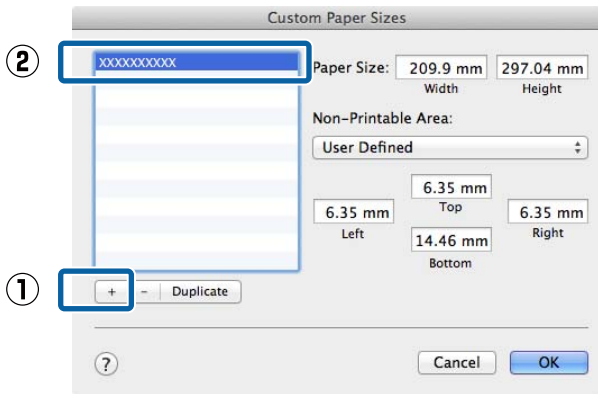 Custom Paper Sizes
②
XXXXXXXXXX
Paper Size: 209.9 mm 297.04 mm
Width Height
Non-Printable Area:
User Defined
6.35 mm
Top
6.35 mm 6.35 mm
Left Right
14.46 mm
Bottom
①
+ - Duplicate
?
Cancel OK